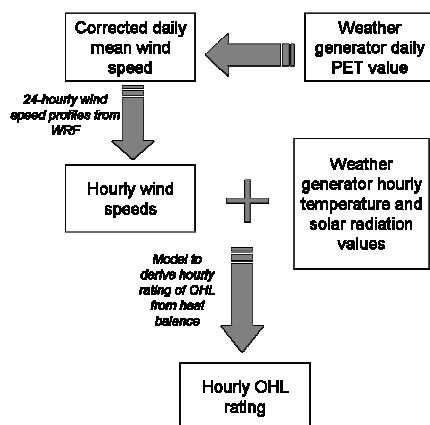 Corrected daily
mean wind
speed
Weather
generator daily
PET value
24-hourly wind
speed profiles from
WRF
Hourly wind
speeds
Weather
generator hourly
temperature and
solar radiation
values
Model to
derive hourly
rating of OHL
from heat
balance
Hourly OHL
rating